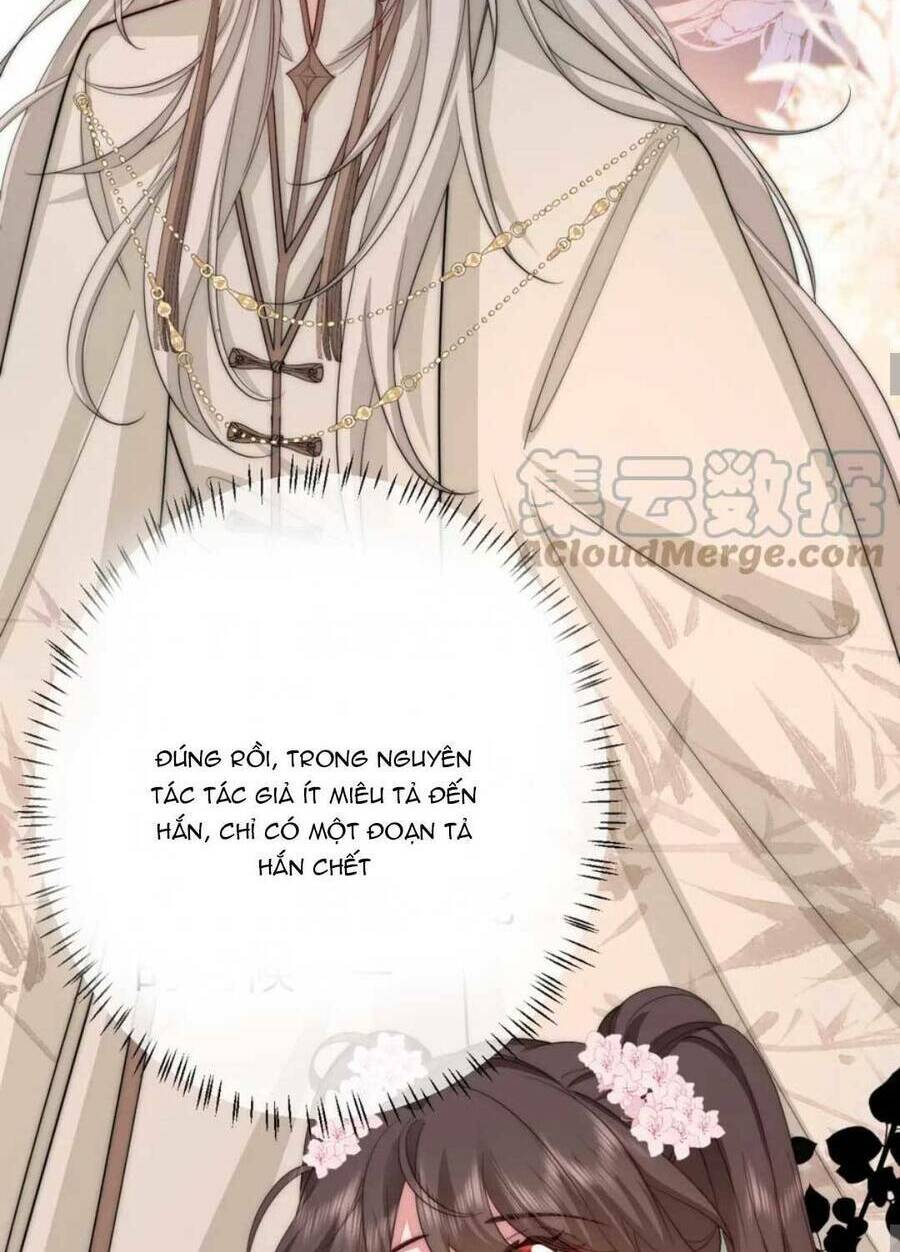 集云数据
ACloudMerge.com
ĐÚNG RỒI, TRONG NGUYÊN
TÁC TÁC GIẢ ÍT MIÊU TẢ ĐẾN
HẮN, CHỈ CÓ MỘT ĐOẠN TẢ
HẮN CHẾT